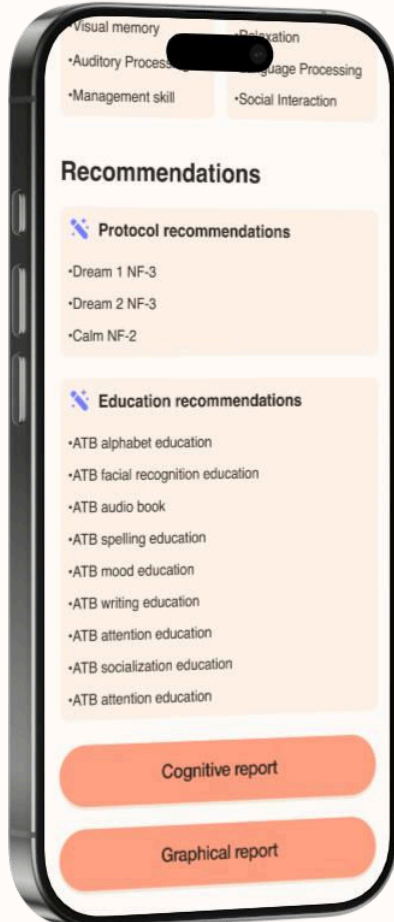 •Visual memory
•Auditory
•Management skill
•Relaxation
Processing
•Social Interaction
Recommendations
Protocol recommendations
•Dream 1 NF-3
•Dream 2 NF-3
•Calm NF-2
Education recommendations
•ATB alphabet education
•ATB facial recognition education
•ATB audio book
•ATB spelling education
•ATB mood education
•ATB writing education
•ATB attention education
•ATB socialization education
•ATB attention education
Cognitive report
Graphical report